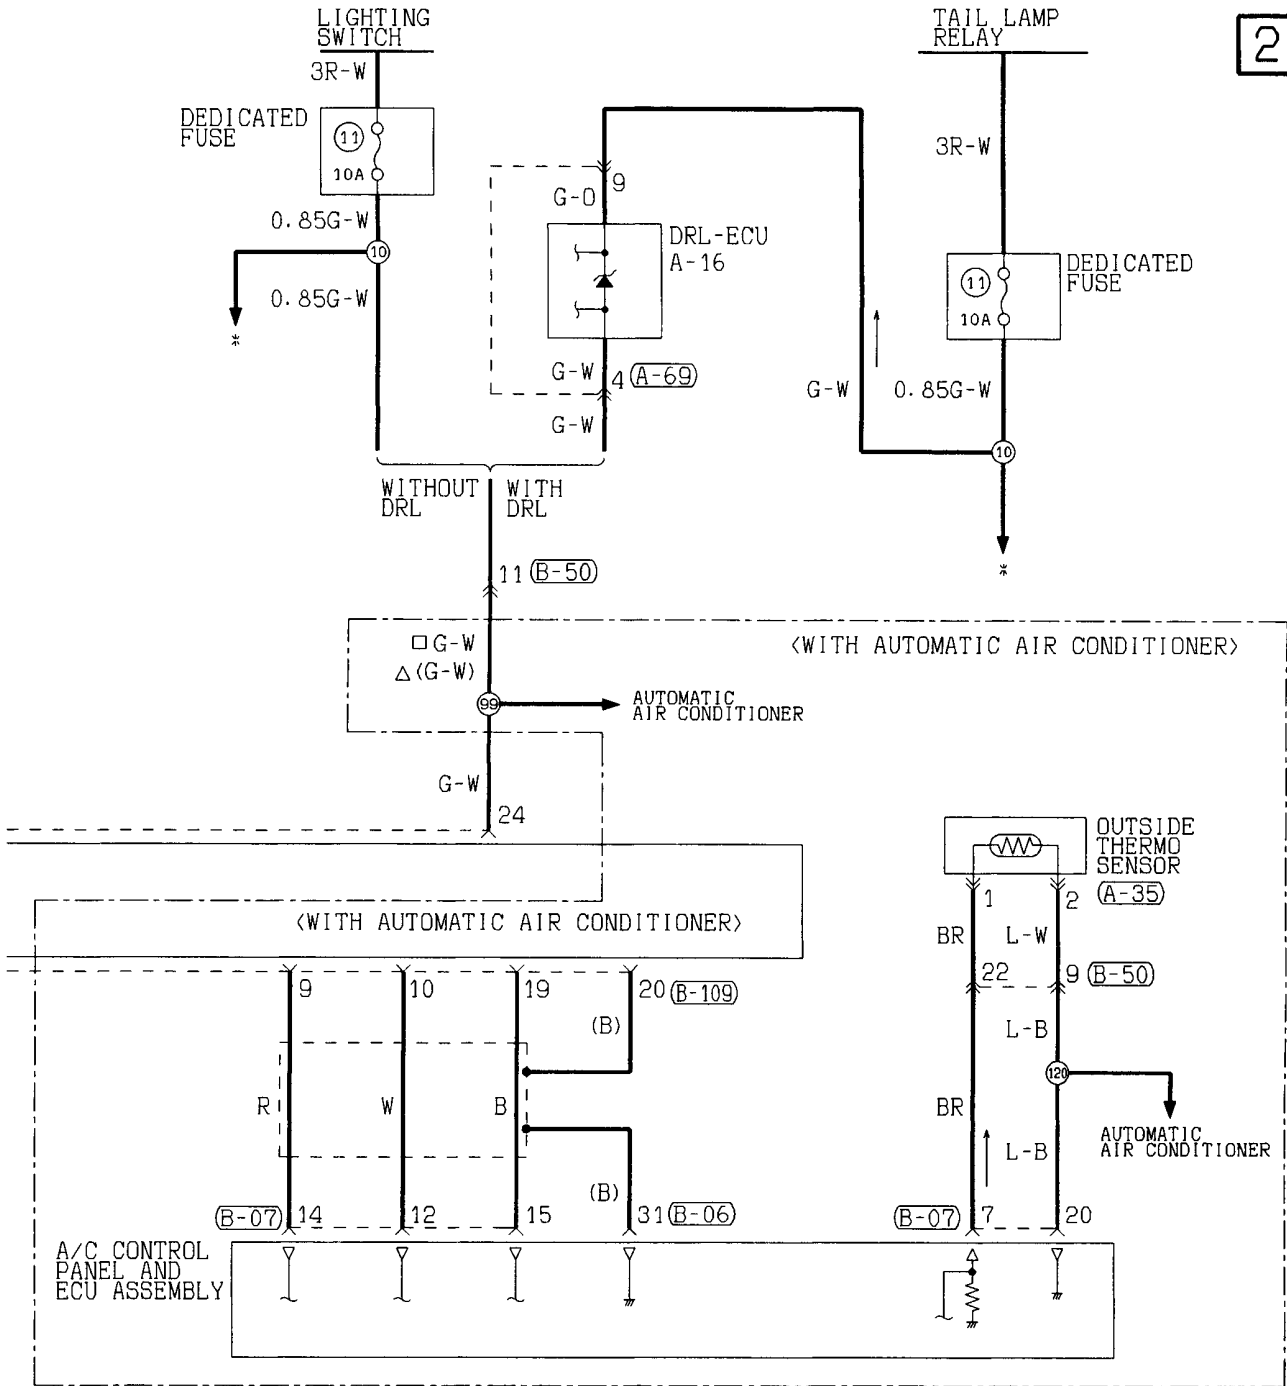 LIGHTING
SWITCH
TAIL LAMP
RELAY
2
3R-W
DEDICATED
FUSE
11
10A
3R-W
9
G-O
0.85G-W
DRL-ECU
A-16
10
DEDICATED
FUSE
11
10A
0.85G-W
*
G-W
4 (A-69)
G-W
0.85G-W
G-W
10
WITHOUT
DRL
WITH
DRL
*
11 (B-50)
□ G-W
△ (G-W)
<WITH AUTOMATIC AIR CONDITIONER>
99
AUTOMATIC
AIR CONDITIONER
G-W
24
OUTSIDE
THERMO
SENSOR
1
2
(A-35)
<WITH AUTOMATIC AIR CONDITIONER>
BR
L-W
22
9 (B-50)
9
10
19
20 (B-109)
(B)
L-B
120
R
W
B
BR
AUTOMATIC
AIR CONDITIONER
L-B
(B)
(B-07) 14
12
15
31 (B-06)
(B-07) 7
20
A/C CONTROL
PANEL AND
ECU ASSEMBLY